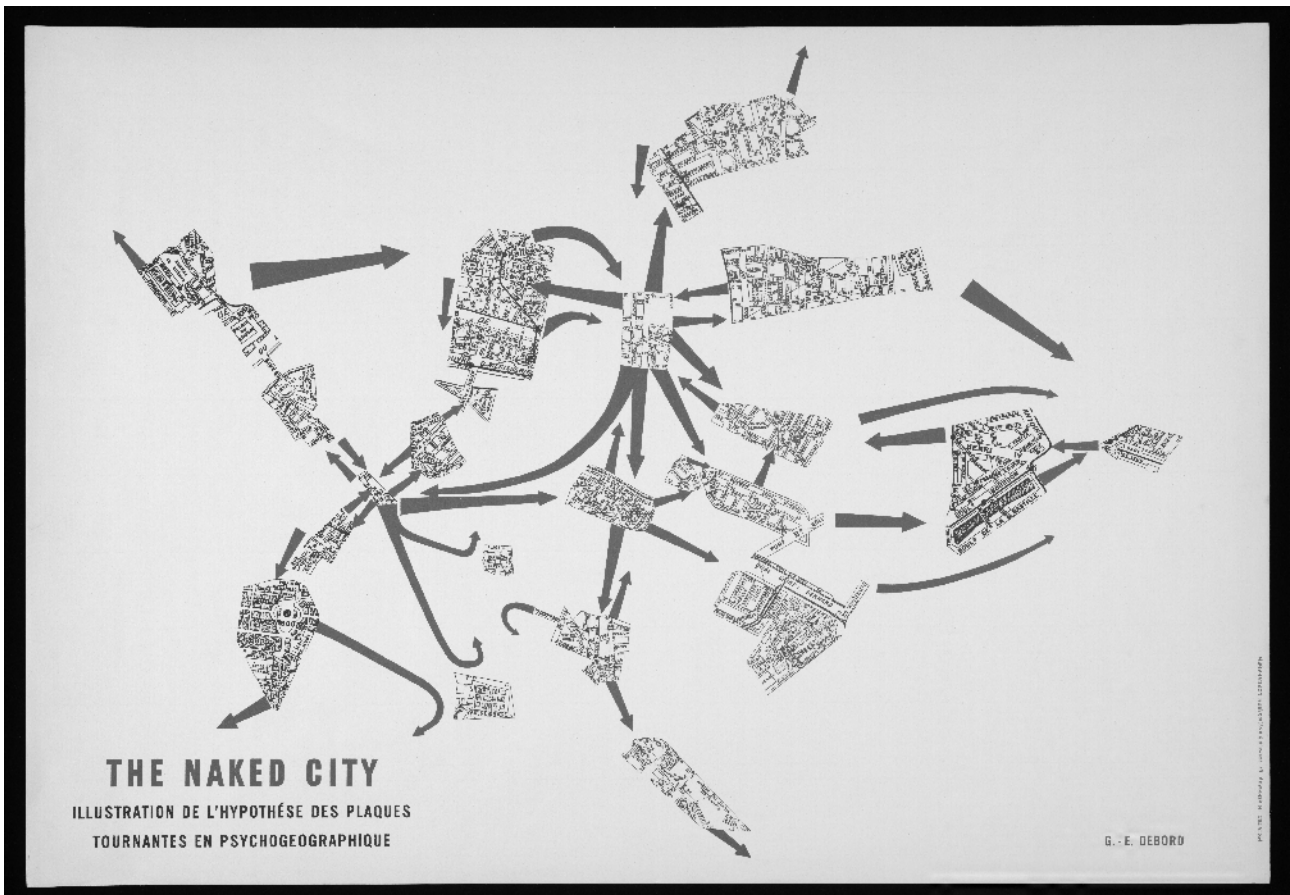 THE NAKED CITY
ILLUSTRATION DE L'HYPOTHÉSE DES PLAQUES
TOURNANTES EN PSYCHOGEOGRAPHIQUE
G.-E. DEBORD